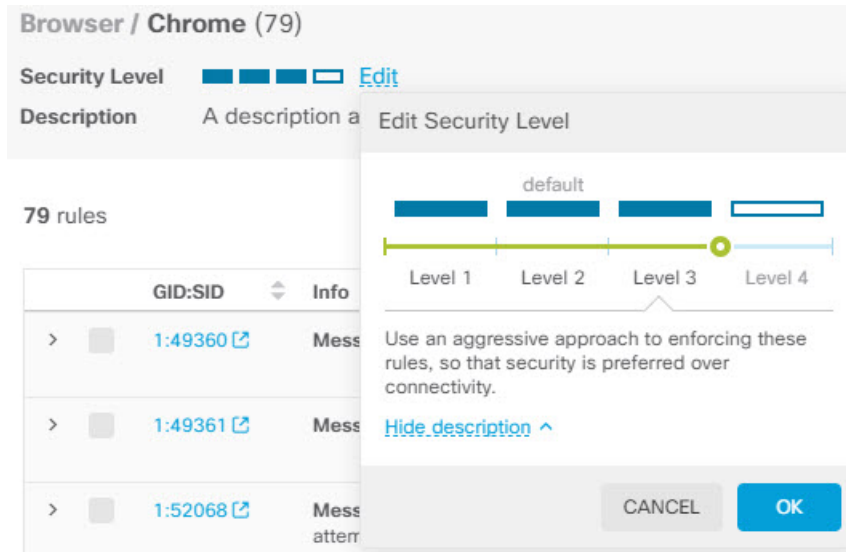 Browser / Chrome (79)
Security Level Edit
Description A description a
Edit Security Level
default
Level 1 Level 2 Level 3 Level 4
Use an aggressive approach to enforcing these
rules, so that security is preferred over
connectivity.
Hide description
CANCEL OK
79 rules
GID:SID Info
1:49360 Mess
1:49361 Mess
1:52068 Mess
attem